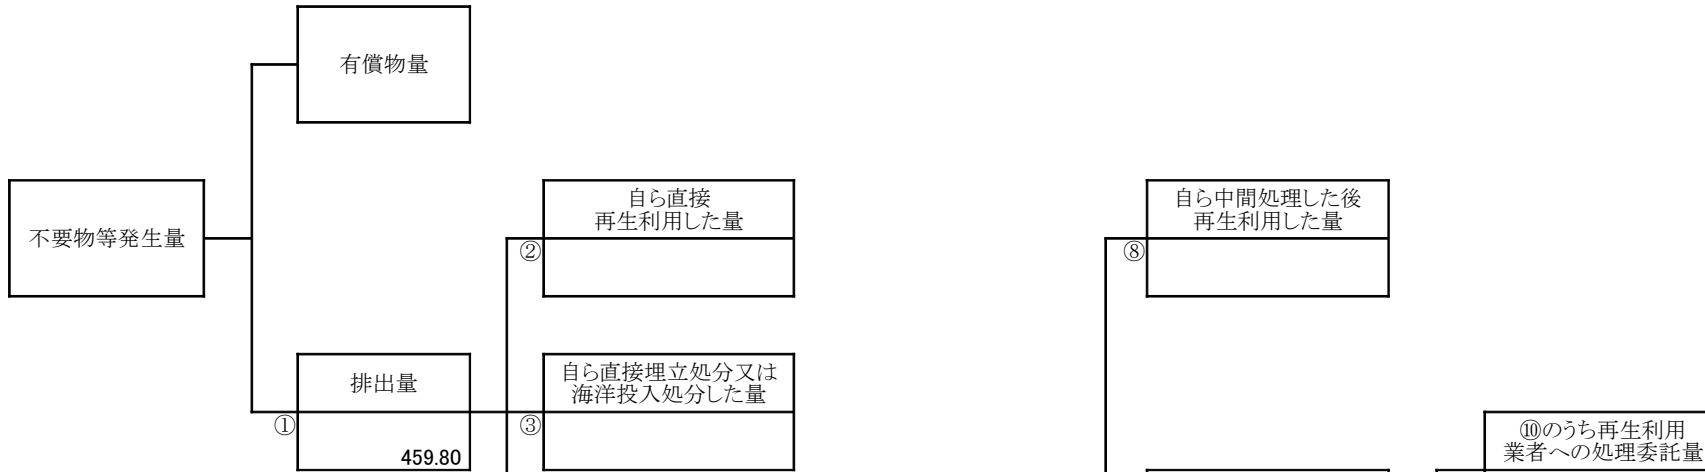 有償物量
不要物等発生量
自ら直接
再生利用した量
②
自ら中間処理した後
再生利用した量
⑧
排出量
①
459.80
自ら直接埋立処分又は
海洋投入処分した量
③
⑩のうち再生利用
業者への処理委託量